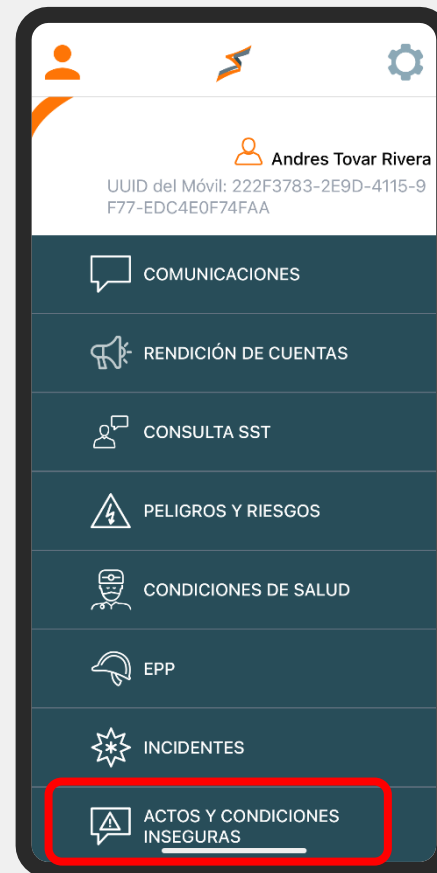 Andres Tovar Rivera
UUID del Móvil: 222F3783-2E9D-4115-9
F77-EDC4E0F74FAA
COMUNICACIONES
RENDICIÓN DE CUENTAS
CONSULTA SST
PELIGROS Y RIESGOS
CONDICIONES DE SALUD
EPP
INCIDENTES
ACTOS Y CONDICIONES
INSEGURAS